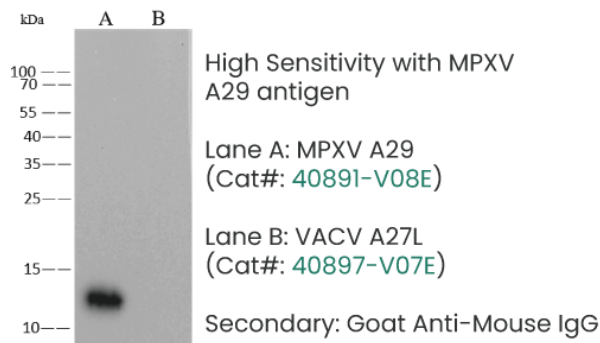 kDa
A B
100
70
55
40
35
25
15
10
High Sensitivity with MPXV
A29 antigen
Lane A: MPXV A29
(Cat#: 40891-V08E)
Lane B: VACV A27L
(Cat#: 40897-V07E)
Secondary: Goat Anti-Mouse IgG